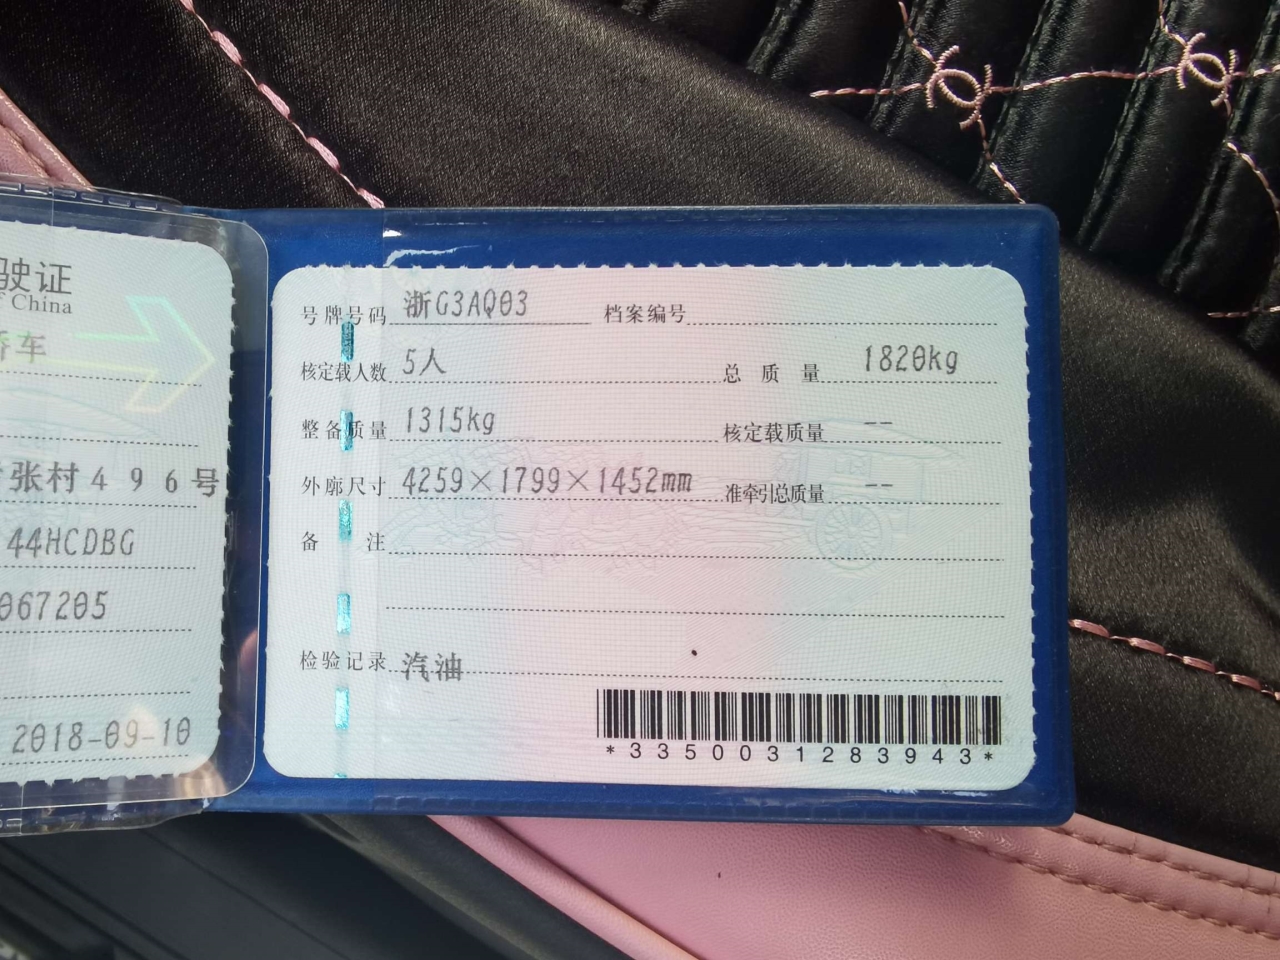 驶证
f China
轿车
张村４９６号
44HCDBG
067205
2018-09-10
号牌号码 浙G3AQ03 档案编号
核定载人数 5人 总质量 1820kg
整备质量 1315kg 核定载质量 --
外廓尺寸 4259×1799×1452mm 准牵引总质量 --
备注
检验记录 汽油
*3350031283943*